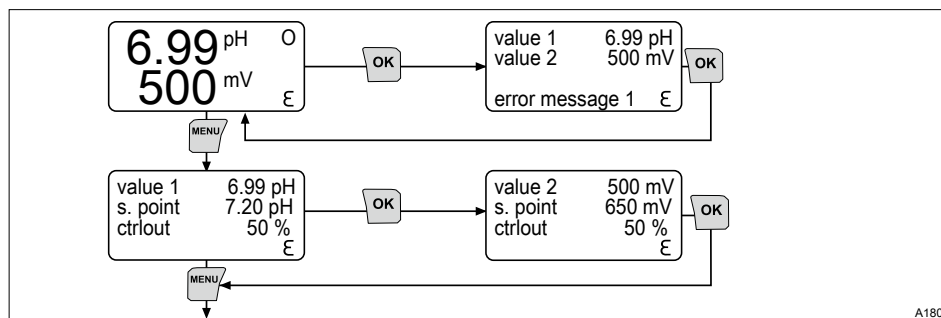 6.99 pH O
500 mV
ε
OK
value 1 6.99 pH
value 2 500 mV
error message 1 ε
OK
MENU
value 1 6.99 pH
s. point 7.20 pH
ctrlout 50 %
ε
OK
value 2 500 mV
s. point 650 mV
ctrlout 50 %
ε
OK
MENU